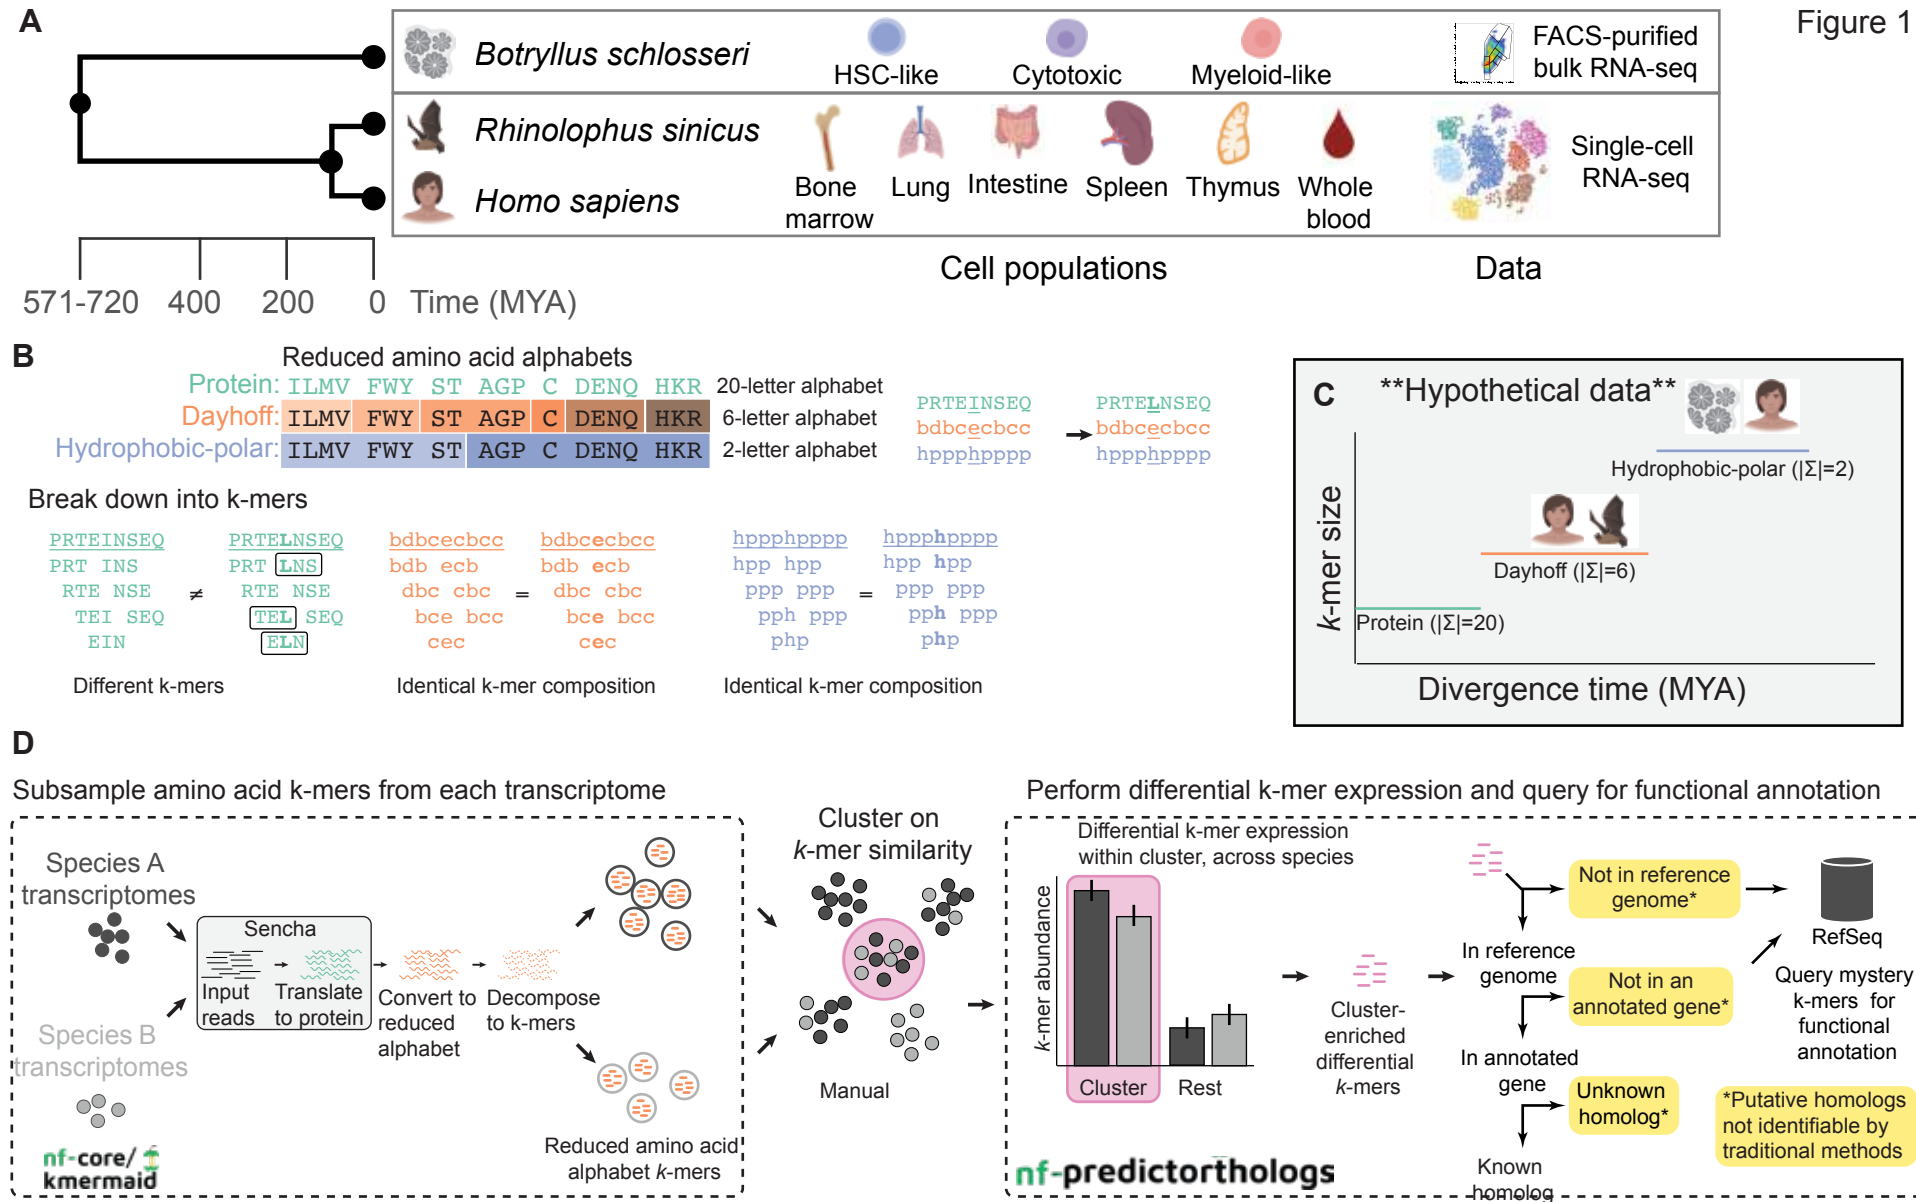 A
Figure 1
Botryllus schlosseri
HSC-like
Cytotoxic
Myeloid-like
FACS-purified
bulk RNA-seq
Rhinolophus sinicus
Homo sapiens
Bone
marrow
Lung
Intestine
Spleen
Thymus
Whole
blood
Single-cell
RNA-seq
571-720
400
200
0
Time (MYA)
Cell populations
Data
B
Reduced amino acid alphabets
Protein: ILMV FWY ST AGP C DENQ HKR 20-letter alphabet
Dayhoff: ILMV FWY ST AGP C DENQ HKR 6-letter alphabet
Hydrophobic-polar: ILMV FWY ST AGP C DENQ HKR 2-letter alphabet
PRTEINSEQ PRTELNSEQ
bdbcecbcc → bdbcecbcc
hppphpppp hppphpppp
Break down into k-mers
PRTEINSEQ PRTELNSEQ bdbcecbcc bdbcecbcc hppphpppp hppphpppp
PRT INS PRT LNS bdb ecb bdb ecb hpp hpp hpp hpp
RTE NSE ≠ RTE NSE dbc cbc = dbc cbc ppp ppp = ppp ppp
TEI SEQ TEL SEQ bce bcc bce bcc pph ppp pph ppp
EIN ELN cec cec php php
Different k-mers
Identical k-mer composition
Identical k-mer composition
C
**Hypothetical data**
k-mer size
Hydrophobic-polar (|Σ|=2)
Dayhoff (|Σ|=6)
Protein (|Σ|=20)
Divergence time (MYA)
D
Subsample amino acid k-mers from each transcriptome
Species A
transcriptomes
Species B
transcriptomes
Sencha
Input
reads
Translate
to protein
Convert to
reduced
alphabet
Decompose
to k-mers
Reduced amino acid
alphabet k-mers
nf-core/
kmermaid
Cluster on
k-mer similarity
Manual
Perform differential k-mer expression and query for functional annotation
Differential k-mer expression
within cluster, across species
k-mer abundance
Cluster
Rest
Cluster-
enriched
differential
k-mers
Not in reference
genome*
In reference
genome
Not in an
annotated gene*
In annotated
gene
Unknown
homolog*
Known
homolog
RefSeq
Query mystery
k-mers for
functional
annotation
*Putative homologs
not identifiable by
traditional methods
nf-predictorthologs